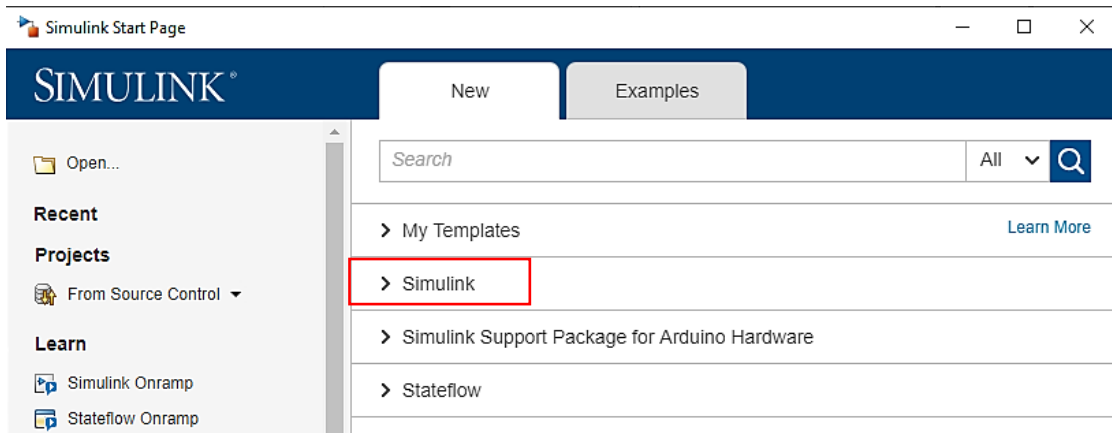 Simulink Start Page
SIMULINK®
New
Examples
Open...
Recent
Projects
From Source Control
Learn
Simulink Onramp
Stateflow Onramp
Search
All
My Templates
Learn More
Simulink
Simulink Support Package for Arduino Hardware
Stateflow